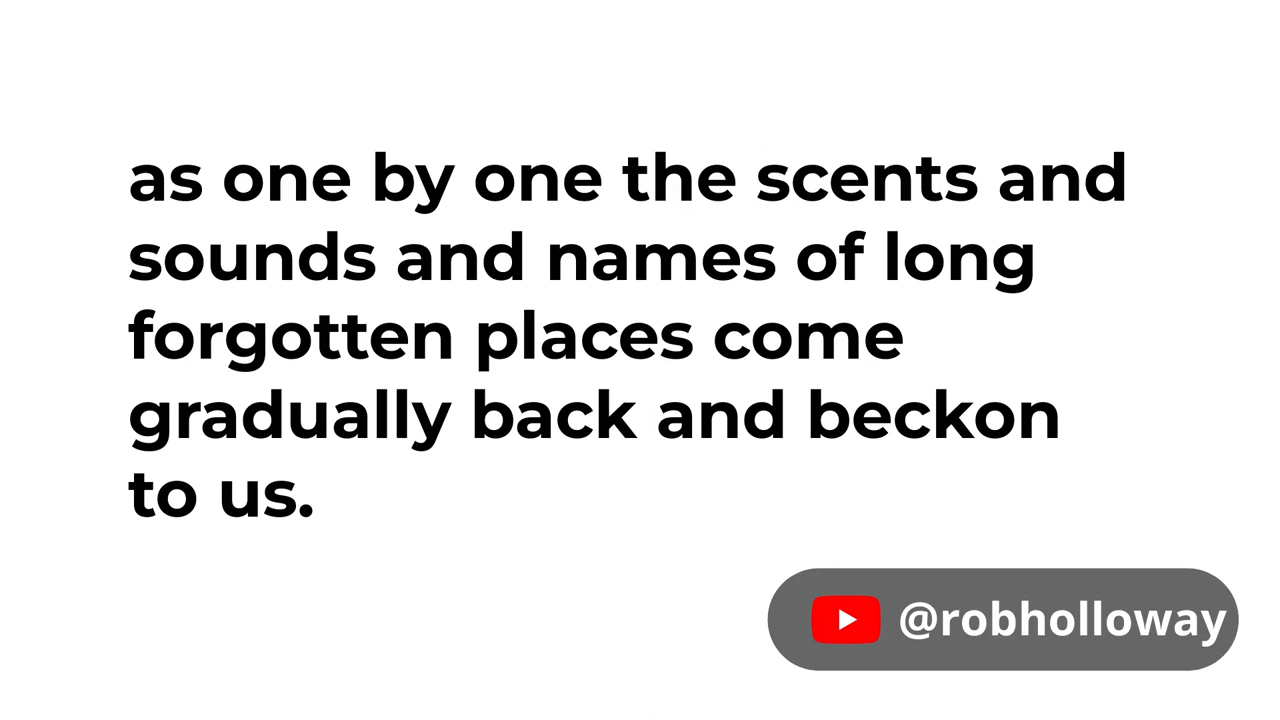 as one by one the scents and
sounds and names of long
forgotten places come
gradually back and beckon
to us.
@robholloway